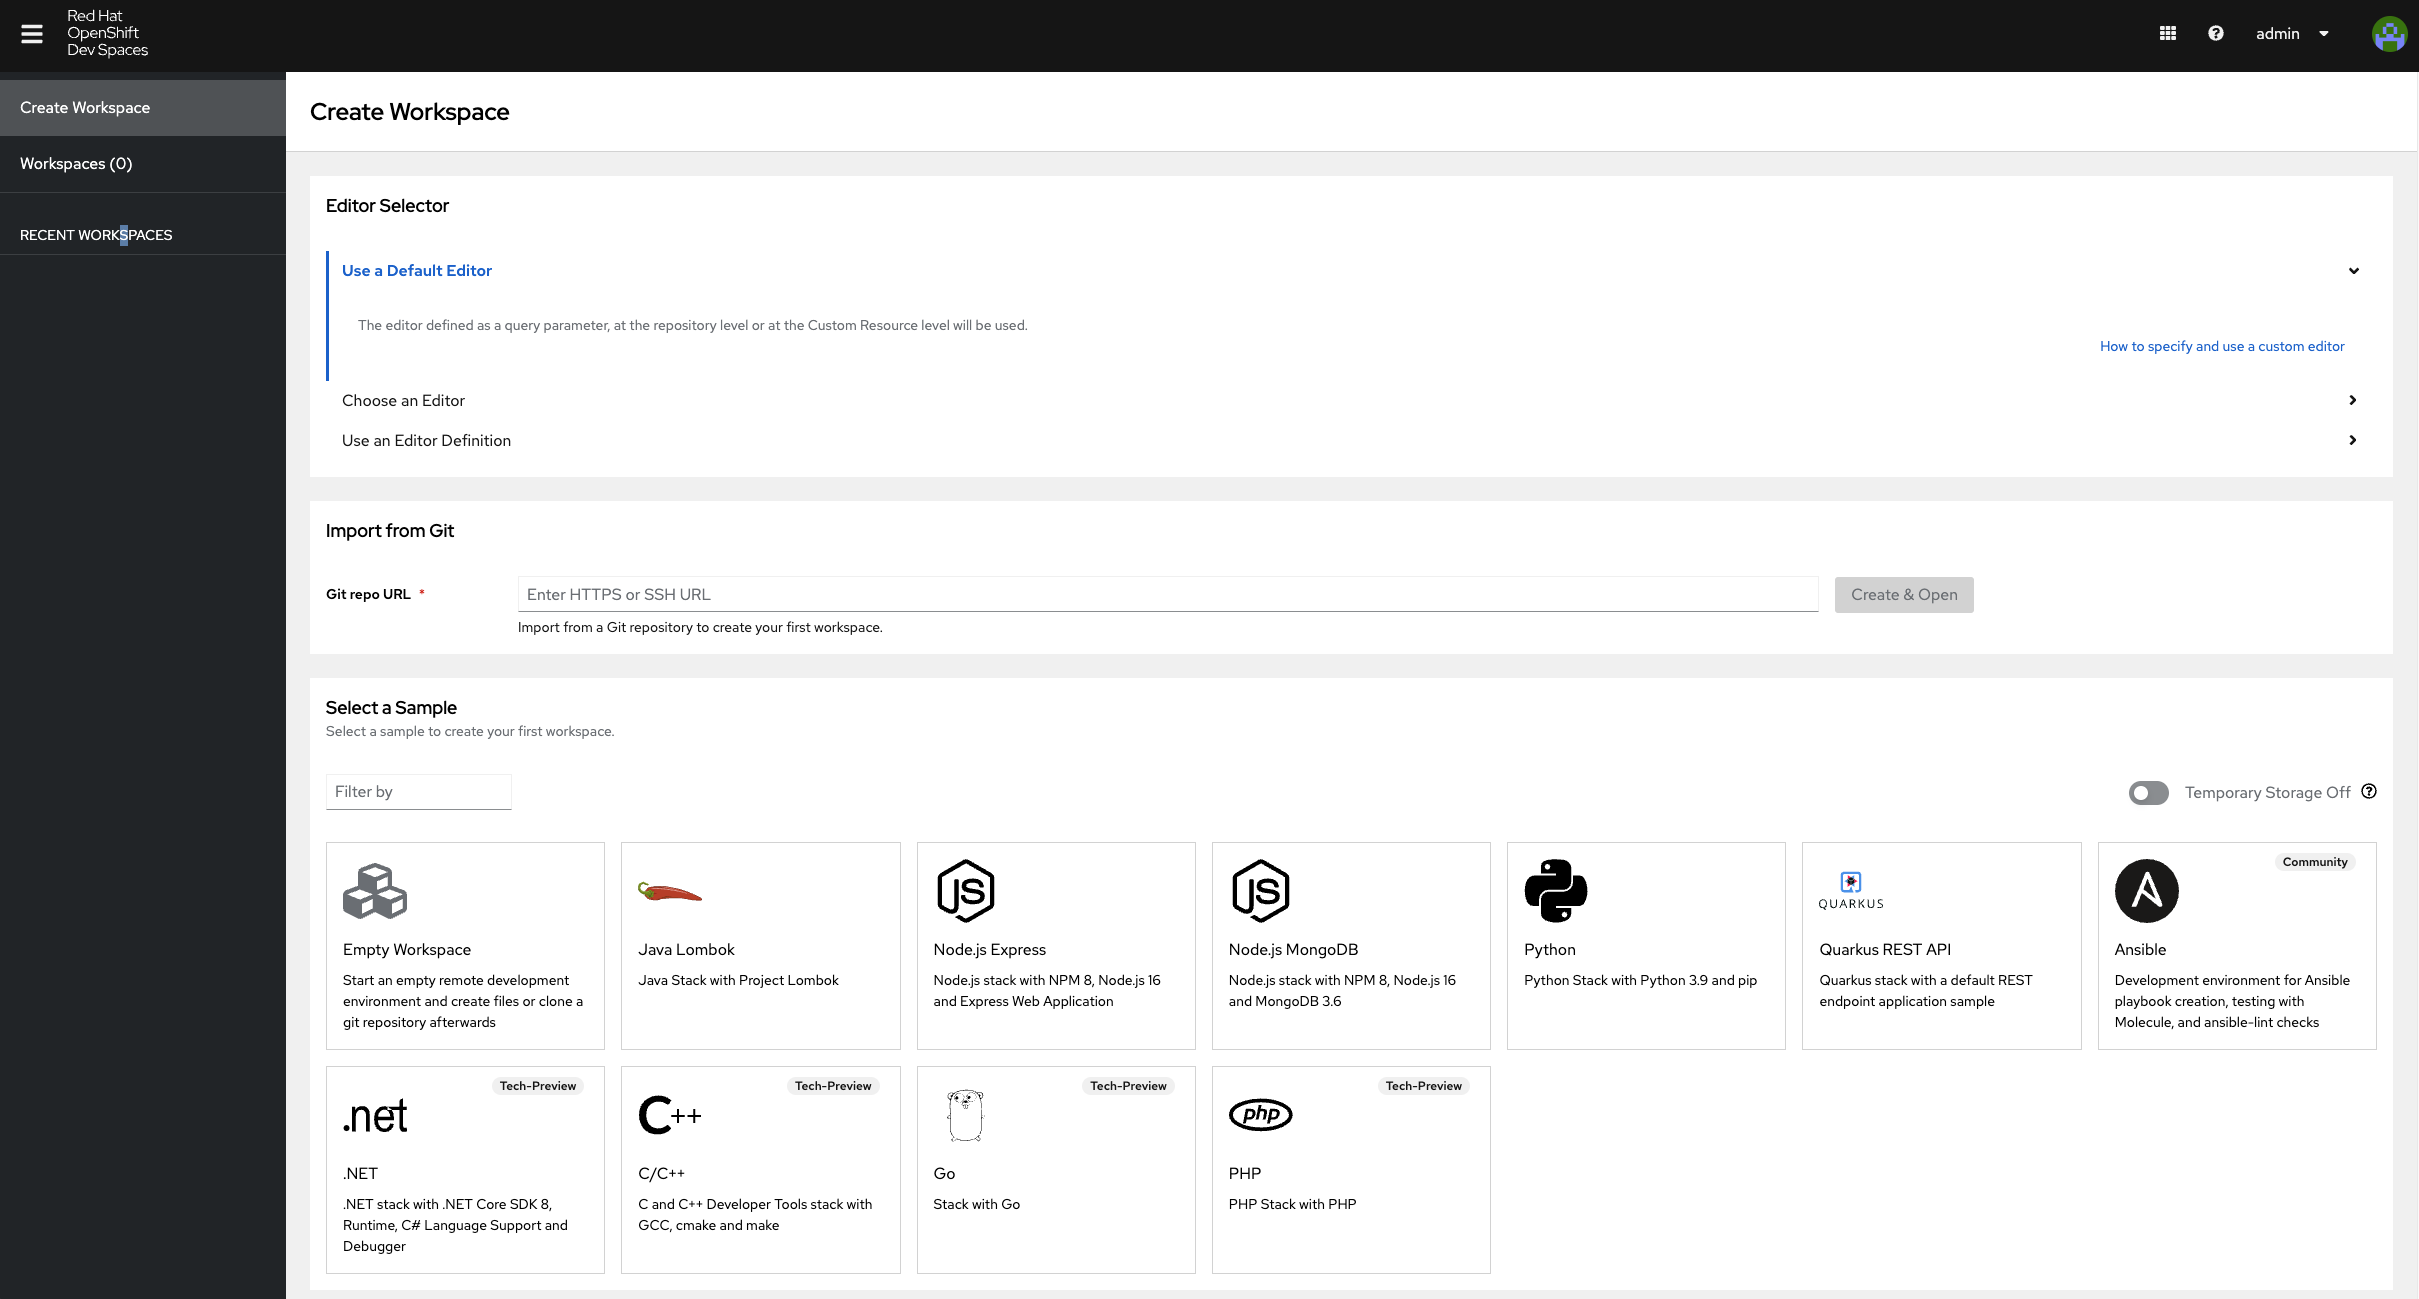 Red Hat
OpenShift
Dev Spaces
admin
Create Workspace
Workspaces (0)
RECENT WORKSPACES
Create Workspace
Editor Selector
Use a Default Editor
The editor defined as a query parameter, at the repository level or at the Custom Resource level will be used.
How to specify and use a custom editor
Choose an Editor
Use an Editor Definition
Import from Git
Git repo URL *
Enter HTTPS or SSH URL
Create & Open
Import from a Git repository to create your first workspace.
Select a Sample
Select a sample to create your first workspace.
Filter by
Temporary Storage Off
Empty Workspace
Start an empty remote development
environment and create files or clone a
git repository afterwards
Java Lombok
Java Stack with Project Lombok
JS
Node.js Express
Node.js stack with NPM 8, Node.js 16
and Express Web Application
JS
Node.js MongoDB
Node.js stack with NPM 8, Node.js 16
and MongoDB 3.6
Python
Python Stack with Python 3.9 and pip
QUARKUS
Quarkus REST API
Quarkus stack with a default REST
endpoint application sample
Community
A
Ansible
Development environment for Ansible
playbook creation, testing with
Molecule, and ansible-lint checks
Tech-Preview
.net
.NET
.NET stack with .NET Core SDK 8,
Runtime, C# Language Support and
Debugger
Tech-Preview
C++
C/C++
C and C++ Developer Tools stack with
GCC, cmake and make
Tech-Preview
Go
Stack with Go
Tech-Preview
php
PHP
PHP Stack with PHP